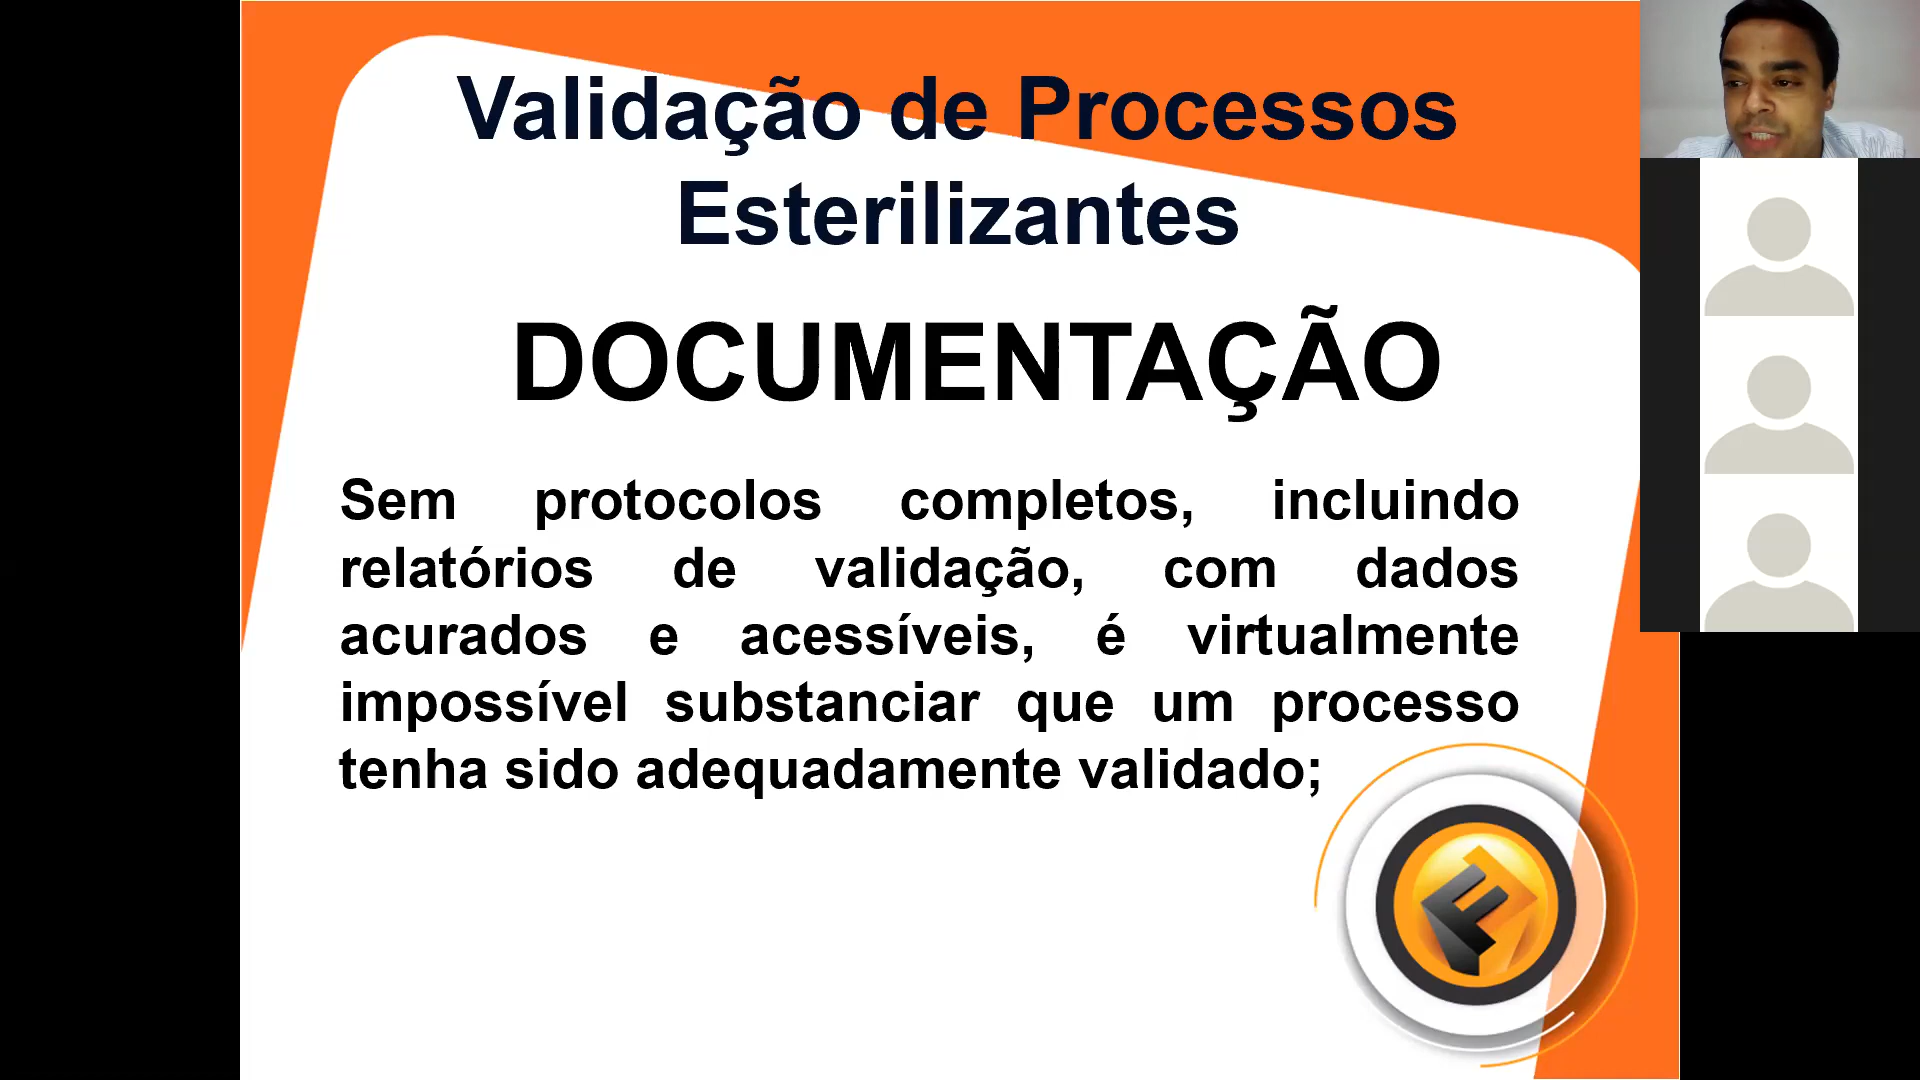 Validação de Processos
Esterilizantes
DOCUMENTAÇÃO
Sem protocolos completos, incluindo
relatórios de validação, com dados
acurados e acessíveis, é virtualmente
impossível substanciar que um processo
tenha sido adequadamente validado;